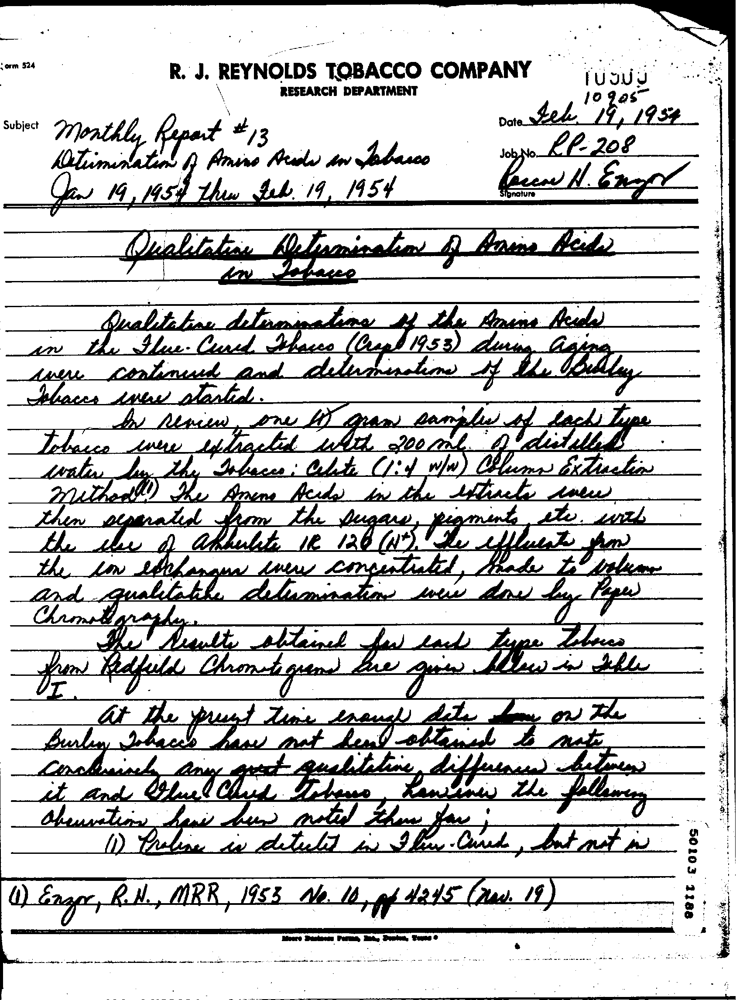 orm 524
R. J. REYNOLDS TOBACCO COMPANY
RESEARCH DEPARTMENT
10905
Subject Monthly Report # 13
Date Feb. 19, 1954
Determination of Amino Acids in Tobacco
Job No. RP-208
Jan 19, 1954 thru Feb. 19, 1954
Signature H. Enzor
Qualitative Determination of Amino Acids
in Tobacco
Qualitative determinations of the Amino Acids
in the Flue-Cured Tobacco (Crop 1953) during Aging
were continued and determinations of the Burley
Tobacco were started.
In review, one gram samples of each type
tobacco were extracted with 200 ml. of distilled
water by the Tobacco: Celite (1:4 w/w) Column Extraction
Method(1) The Amino Acids in the extracts were
then separated from the sugars, pigments, etc. with
the use of Amberlite IR 120 (H+). The effluents from
the ion exchangers were concentrated, made to volume
and qualitative determination were done by Paper
Chromatography.
The results obtained for each type tobacco
from Redfield Chromatograms are given below in Table
I.
At the present time enough data on the
Burley Tobacco have not been obtained to note
conclusively any qualitative differences between
it and Flue Cured Tobacco, however the following
observation have been noted thus far;
(1) Proline is detected in Flue-Cured, but not in
(1) Enzor, R.H., MRR, 1953 No. 10, pp 4245 (Nov. 19)
50103 2188
Moore Business Forms, Inc., Denton, Texas